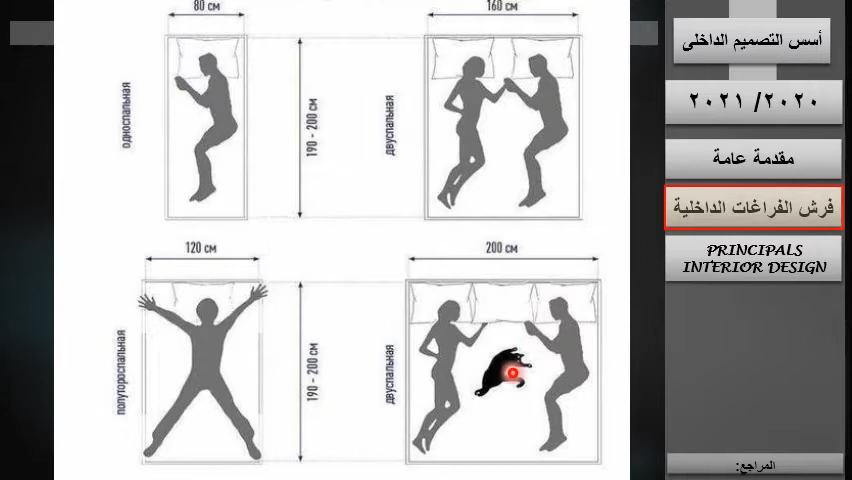 80 см
160 см
односпальная
190 - 200 см
двуспальная
120 см
200 см
полутороспальная
190 - 200 см
двуспальная
أسس التصميم الداخلى
٢٠٢٠/ ٢٠٢١
مقدمة عامة
فرش الفراغات الداخلية
PRINCIPALS
INTERIOR DESIGN
المراجع: